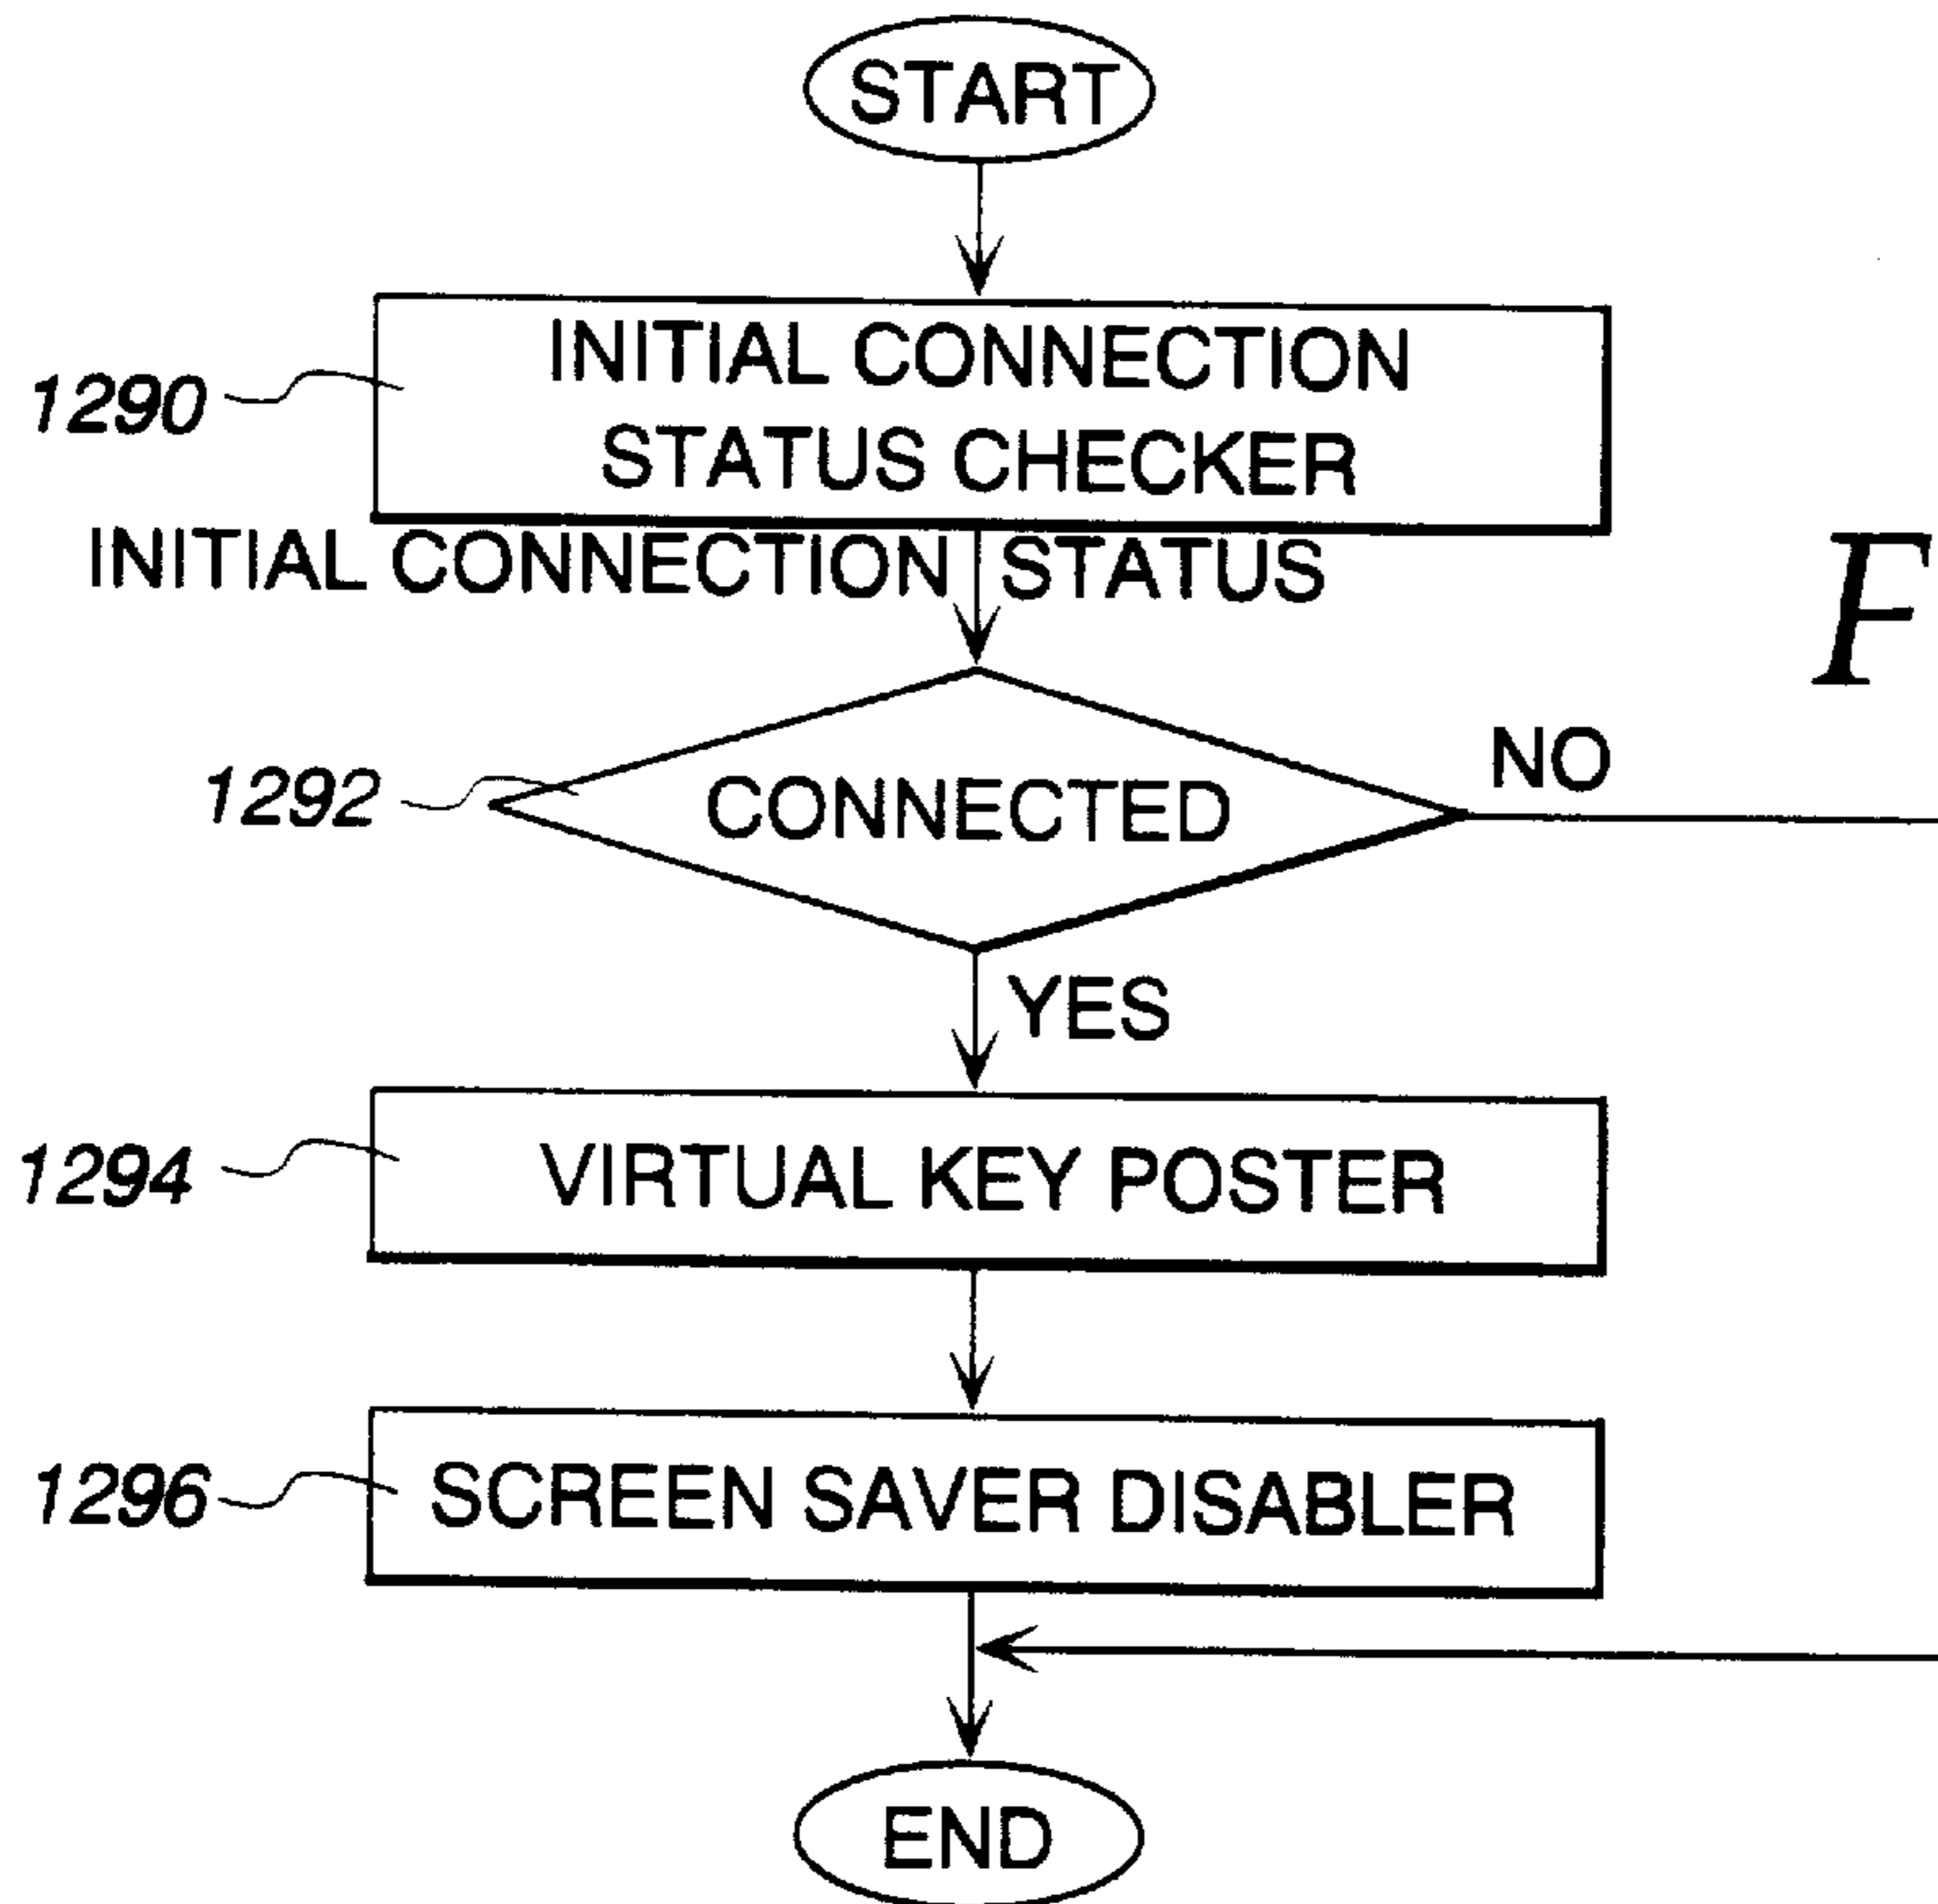 START
INITIAL CONNECTION
STATUS CHECKER
1290
INITIAL CONNECTION STATUS
F
NO
1292
CONNECTED
YES
1294
VIRTUAL KEY POSTER
1296
SCREEN SAVER DISABLER
END